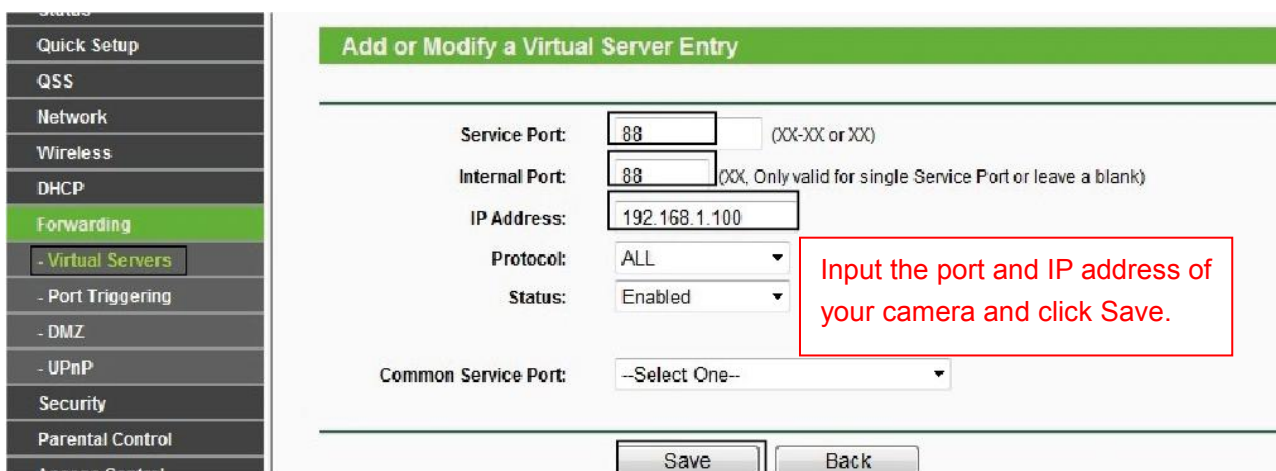 Status
Quick Setup
QSS
Network
Wireless
DHCP
Forwarding
- Virtual Servers
- Port Triggering
- DMZ
- UPnP
Security
Parental Control
Access Control
Add or Modify a Virtual Server Entry
Service Port: 88 (XX-XX or XX)
Internal Port: 88 (XX, Only valid for single Service Port or leave a blank)
IP Address: 192.168.1.100
Protocol: ALL
Status: Enabled
Input the port and IP address of
your camera and click Save.
Common Service Port: --Select One--
Save Back